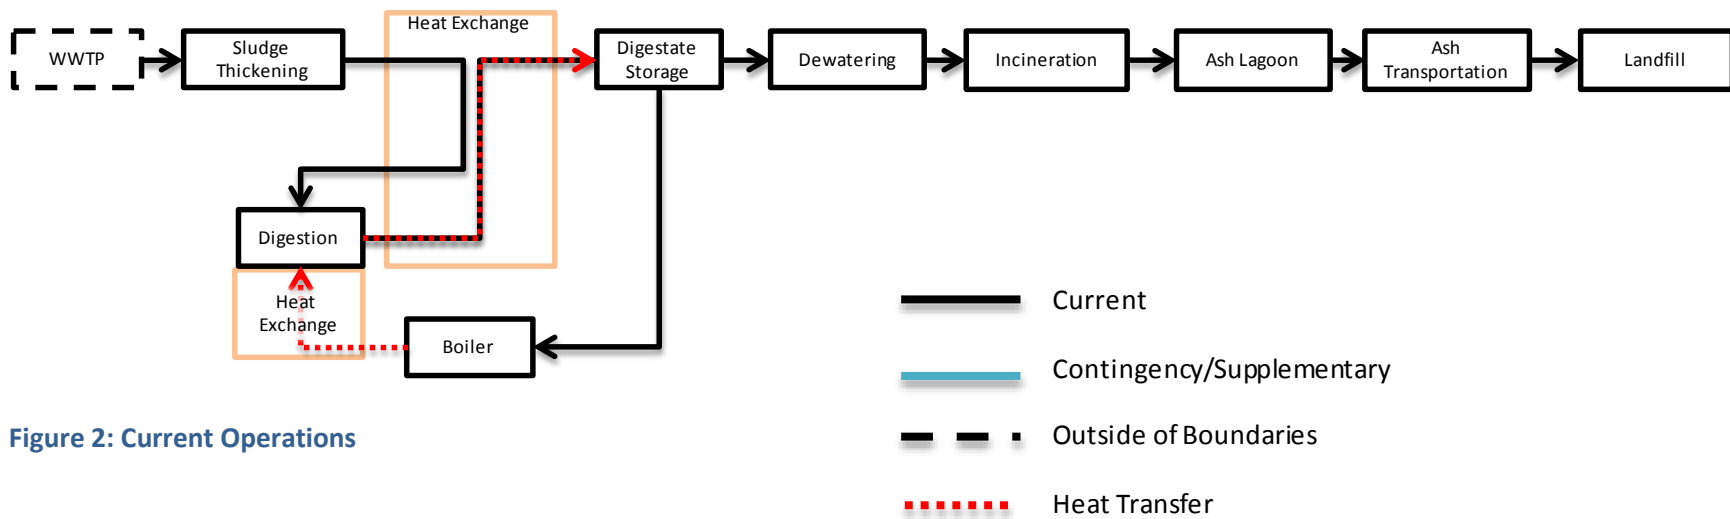 Heat Exchange
WWTP
Sludge
Thickening
Digestate
Storage
Dewatering
Incineration
Ash Lagoon
Ash
Transportation
Landfill
Digestion
Heat
Exchange
Boiler
Current
Contingency/Supplementary
Outside of Boundaries
Heat Transfer
Figure 2: Current Operations